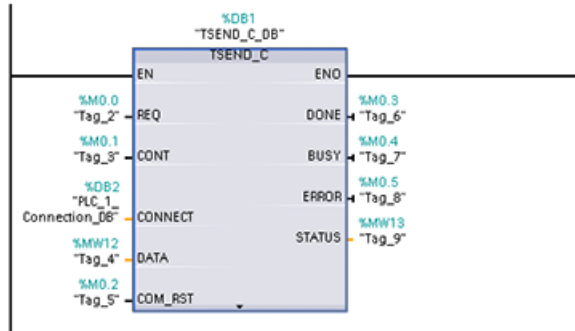 %DB1
"TSEND_C_DB"
TSEND_C
EN ENO
%M0.0 %M0.3
"Tag_2" REQ DONE "Tag_6"
%M0.1 %M0.4
"Tag_3" CONT BUSY "Tag_7"
%DB2 %M0.5
"PLC_1_ ERROR "Tag_8"
Connection_DB" CONNECT %MW13
%MW12 STATUS "Tag_9"
"Tag_4" DATA
%M0.2
"Tag_5" COM_RST